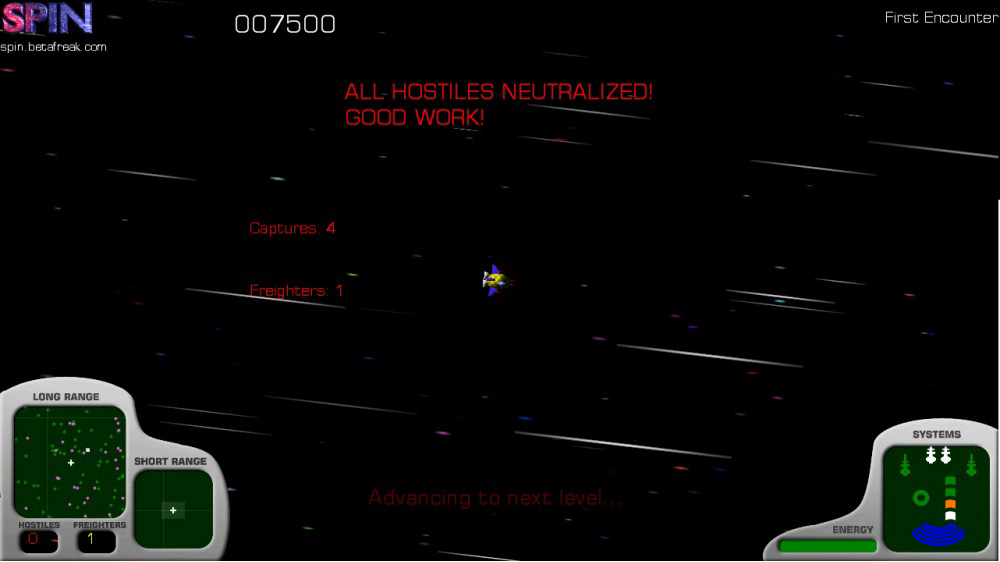 SPIN
spin.betafreak.com
007500
First Encounter
ALL HOSTILES NEUTRALIZED!
GOOD WORK!
Captures: 4
Freighters: 1
Advancing to next level...
LONG RANGE
SHORT RANGE
HOSTILES
FREIGHTERS
0
1
SYSTEMS
ENERGY